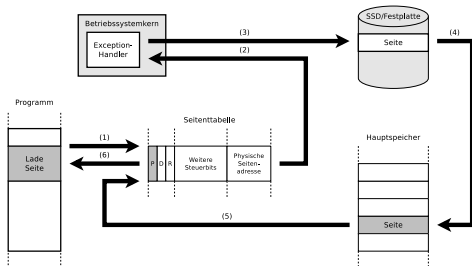 Betriebssystemkern
Exception-
Handler
(3)
(2)
SSD/Festplatte
Seite
(4)
Programm
Lade
Seite
(1)
(6)
Seitenttabelle
P D R
Weitere
Steuerbits
Physische
Seiten-
adresse
(5)
Hauptspeicher
Seite